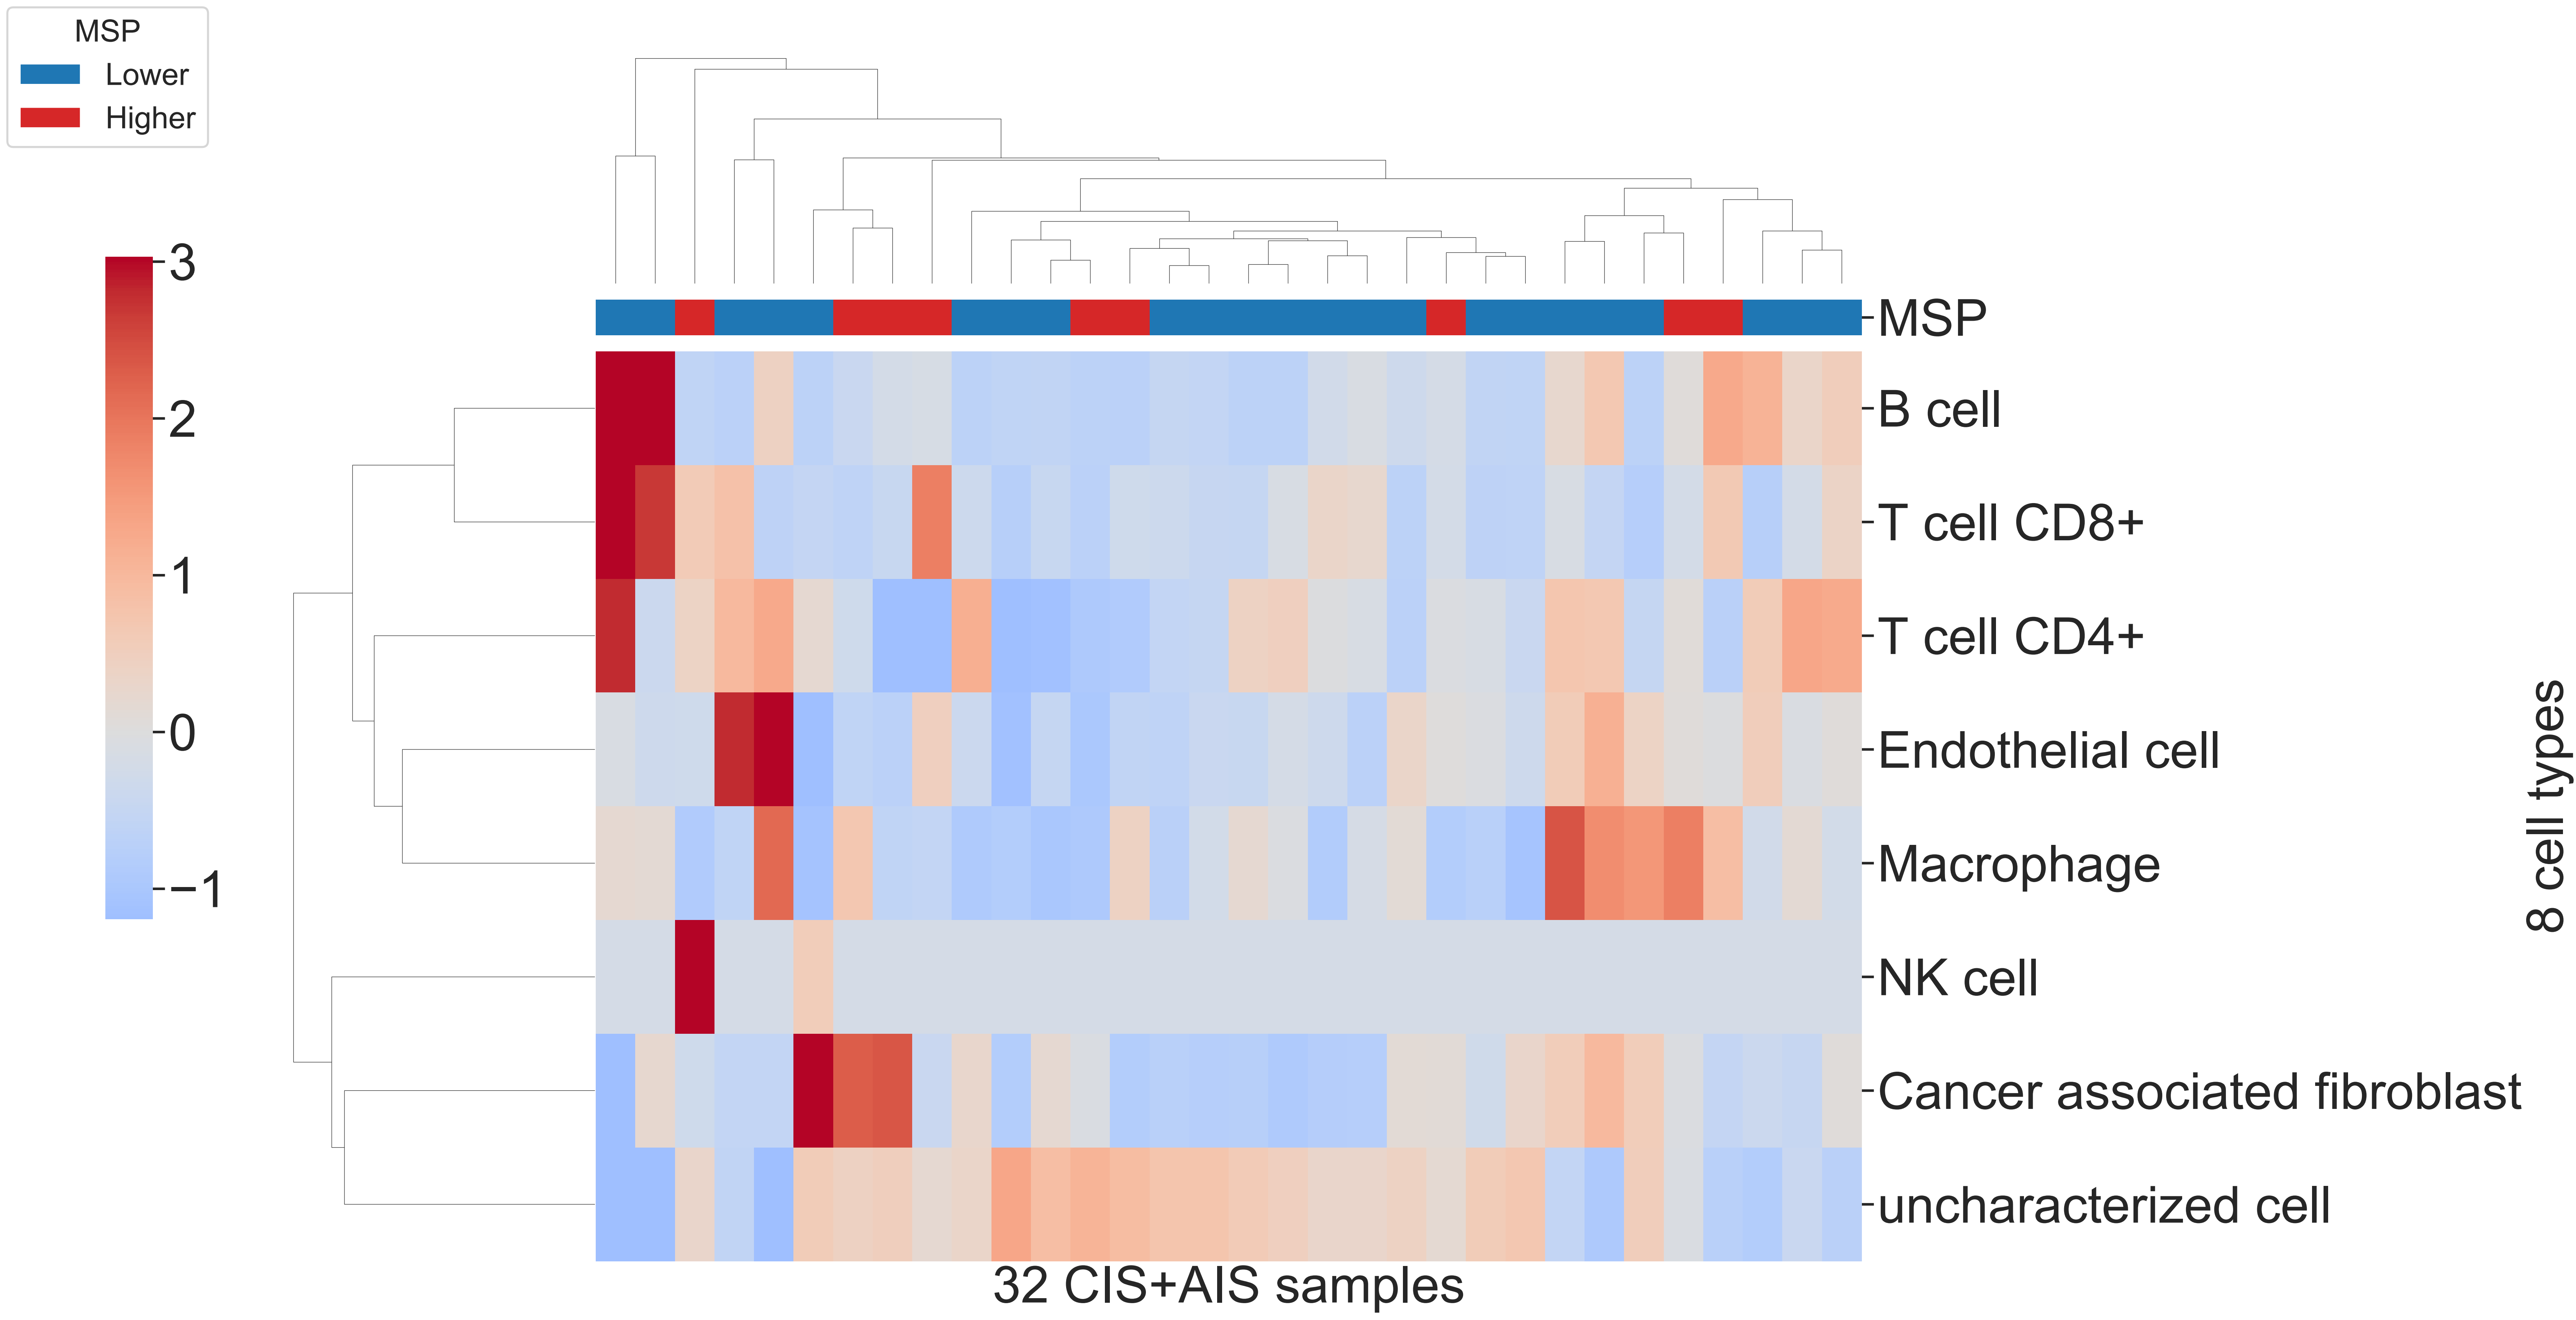 MSP
Lower
Higher
3
2
1
0
−1
MSP
B cell
T cell CD8+
T cell CD4+
Endothelial cell
Macrophage
NK cell
Cancer associated fibroblast
uncharacterized cell
8 cell types
32 CIS+AIS samples